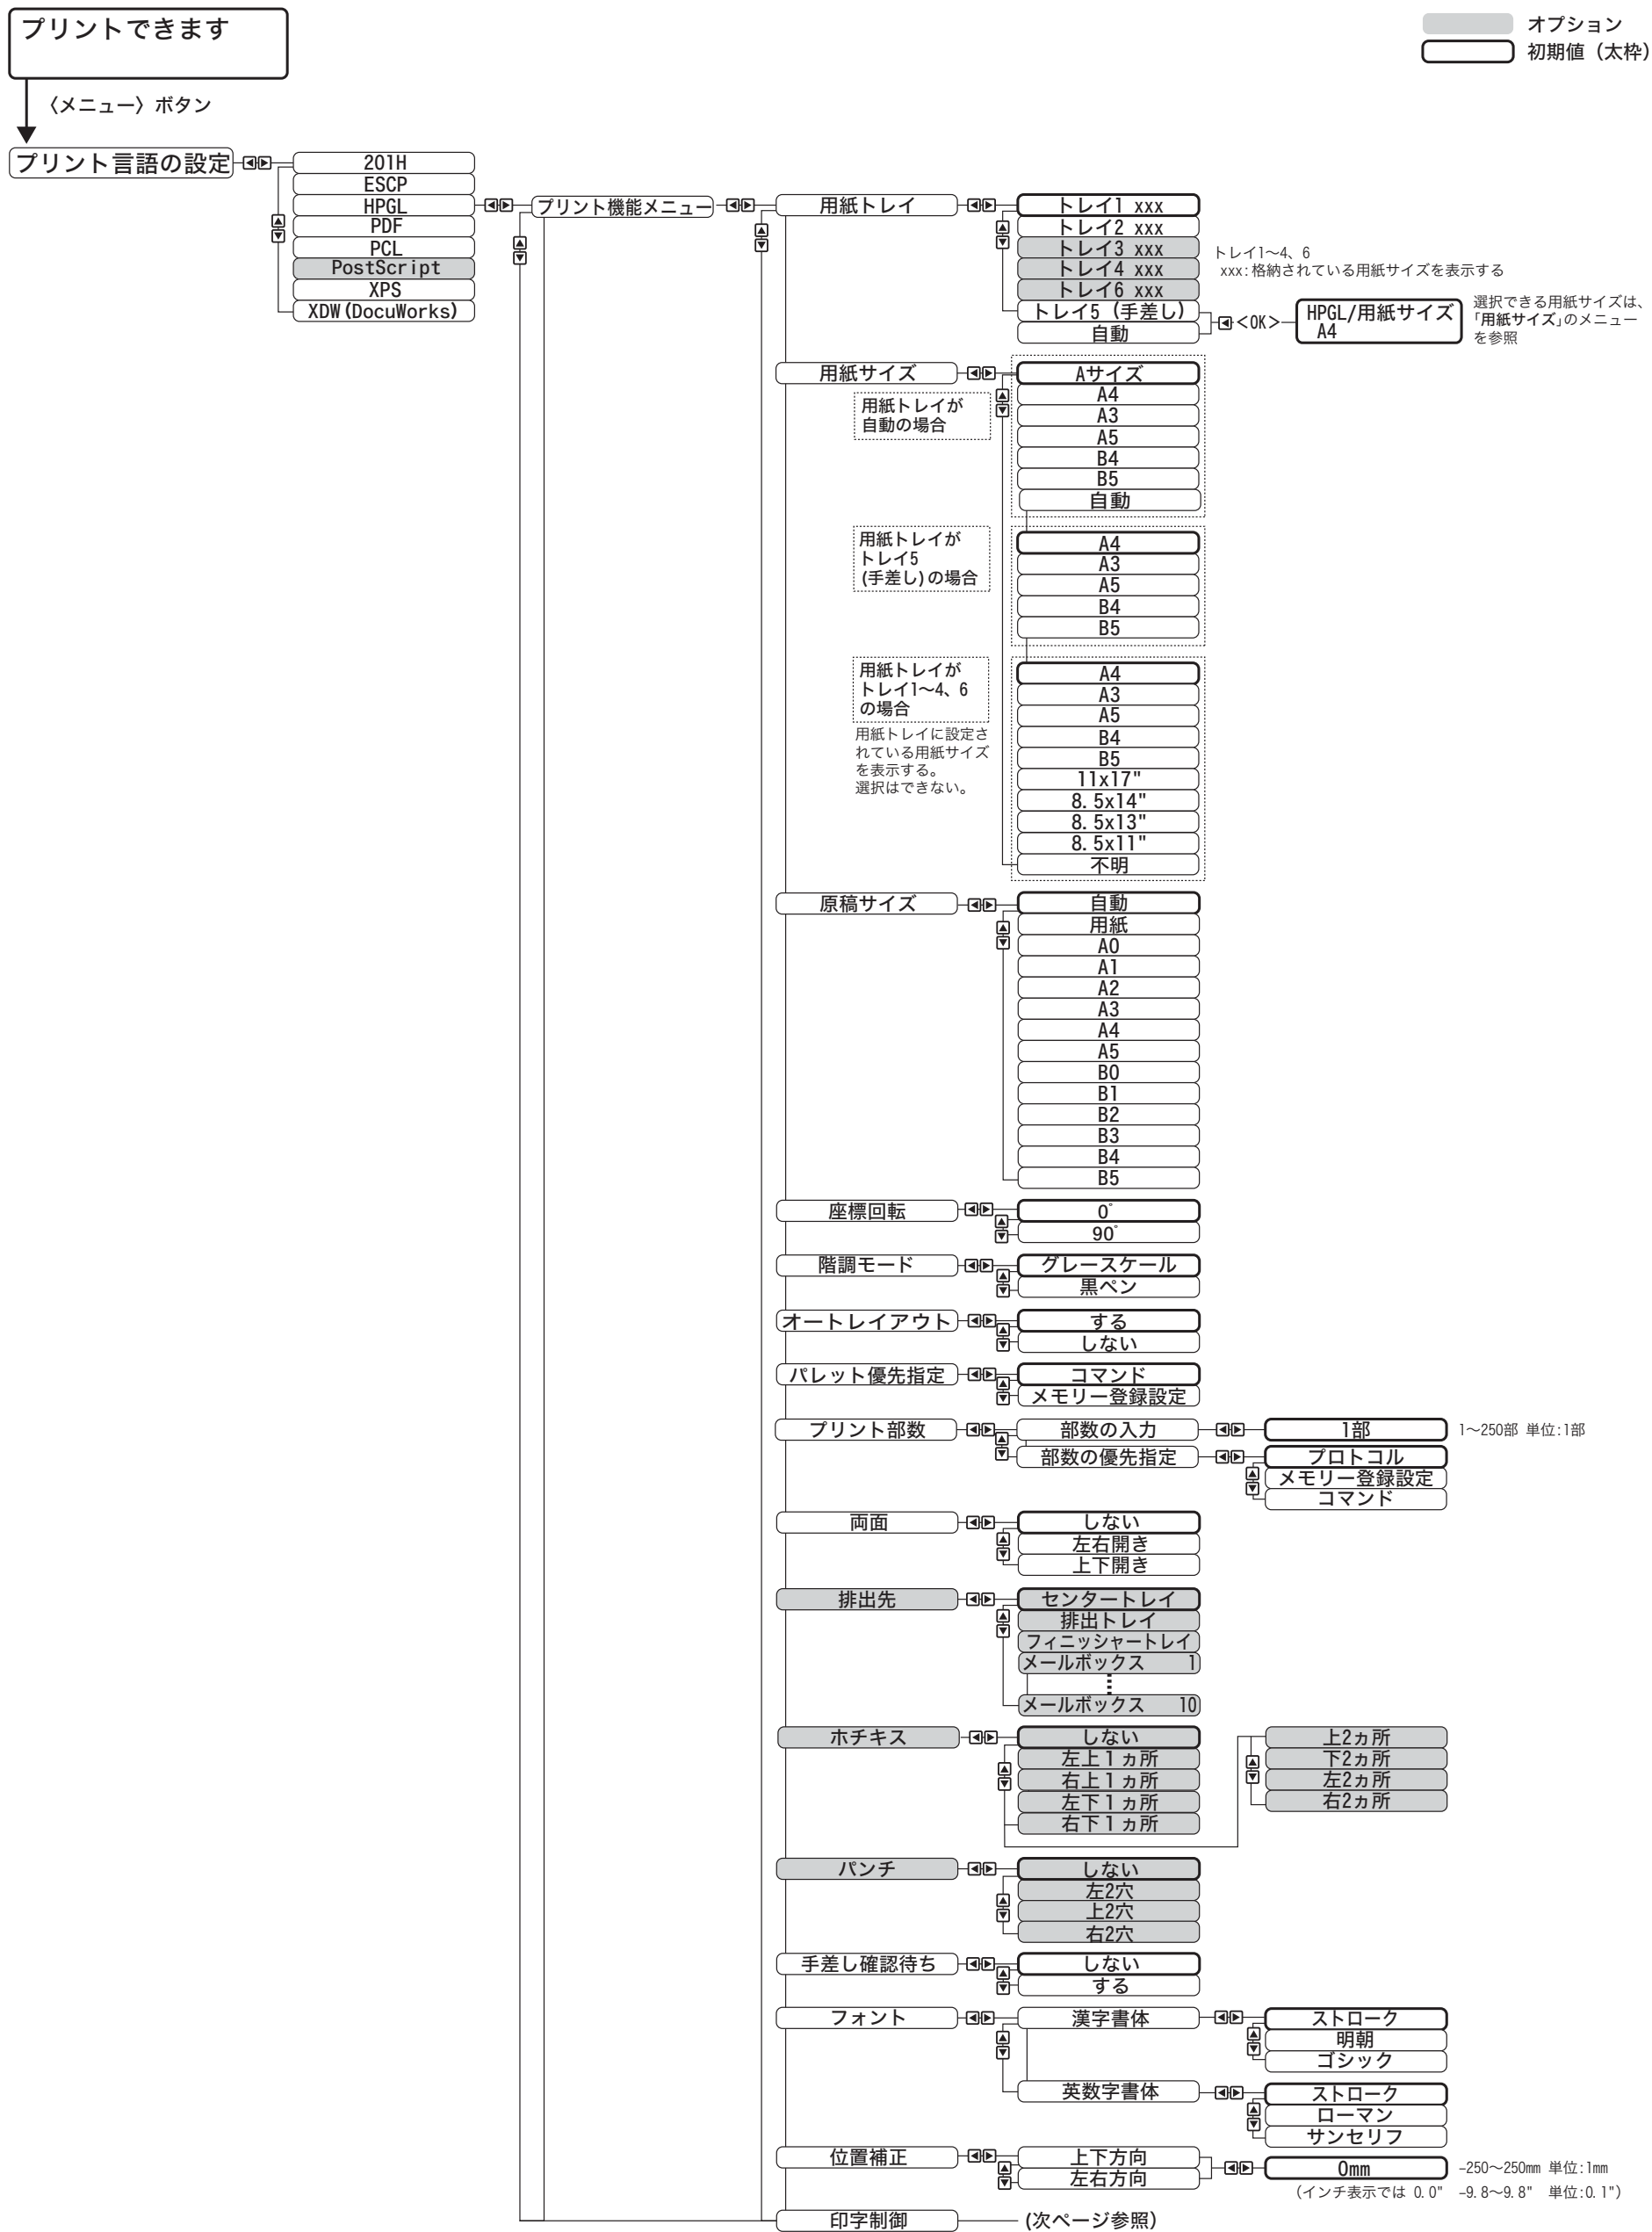 プリントできます
オプション
初期値（太枠）
〈メニュー〉ボタン
プリント言語の設定
201H
ESCP
HPGL
PDF
PCL
PostScript
XPS
XDW(DocuWorks)
プリント機能メニュー
用紙トレイ
トレイ1 xxx
トレイ2 xxx
トレイ3 xxx
トレイ4 xxx
トレイ6 xxx
トレイ5（手差し）
自動
トレイ1～4、6
xxx:格納されている用紙サイズを表示する
<OK>
HPGL/用紙サイズ
A4
選択できる用紙サイズは、
「用紙サイズ」のメニュー
を参照
用紙サイズ
用紙トレイが
自動の場合
Aサイズ
A4
A3
A5
B4
B5
自動
用紙トレイが
トレイ5
(手差し)の場合
A4
A3
A5
B4
B5
用紙トレイが
トレイ1～4、6
の場合
用紙トレイに設定さ
れている用紙サイズ
を表示する。
選択はできない。
A4
A3
A5
B4
B5
11x17"
8.5x14"
8.5x13"
8.5x11"
不明
原稿サイズ
自動
用紙
A0
A1
A2
A3
A4
A5
B0
B1
B2
B3
B4
B5
座標回転
0°
90°
階調モード
グレースケール
黒ペン
オートレイアウト
する
しない
パレット優先指定
コマンド
メモリー登録設定
プリント部数
部数の入力
1部
1～250部 単位:1部
部数の優先指定
プロトコル
メモリー登録設定
コマンド
両面
しない
左右開き
上下開き
排出先
センタートレイ
排出トレイ
フィニッシャートレイ
メールボックス 1
メールボックス 10
ホチキス
しない
左上1ヵ所
右上1ヵ所
左下1ヵ所
右下1ヵ所
上2ヵ所
下2ヵ所
左2ヵ所
右2ヵ所
パンチ
しない
左2穴
上2穴
右2穴
手差し確認待ち
しない
する
フォント
漢字書体
ストローク
明朝
ゴシック
英数字書体
ストローク
ローマン
サンセリフ
位置補正
上下方向
左右方向
0mm
-250～250mm 単位:1mm
（インチ表示では 0.0" -9.8～9.8" 単位:0.1"）
印字制御
(次ページ参照)